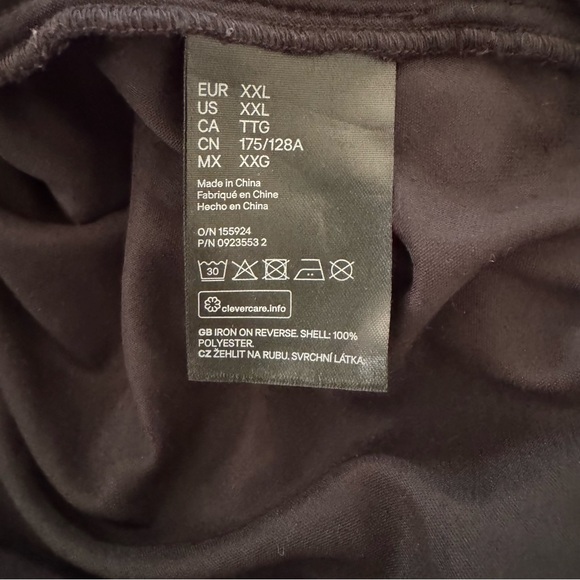 EUR XXL
US XXL
CA TTG
CN 175/128A
MX XXG
Made in China
Fabriqué en Chine
Hecho en China
O/N 155924
P/N 0923553 2
30
clevercare.info
GB IRON ON REVERSE. SHELL: 100%
POLYESTER.
CZ ŽEHLIT NA RUBU. SVRCHNÍ LÁTKA: